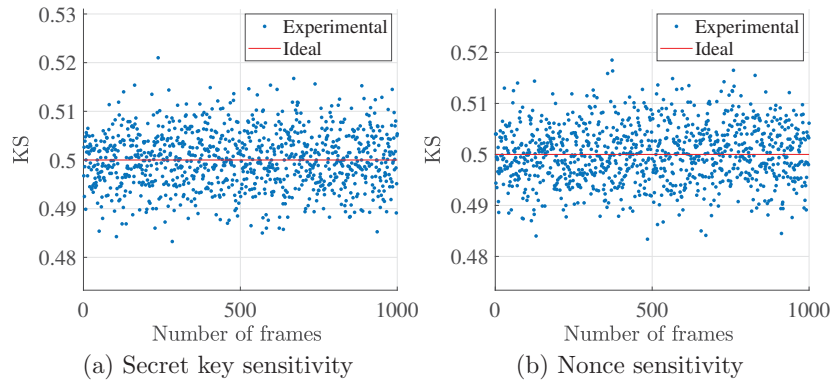 0.53
0.52
0.51
0.5
0.49
0.48
KS
0
500
1000
Number of frames
Experimental
Ideal
(a) Secret key sensitivity
0.52
0.51
0.5
0.49
0.48
KS
0
500
1000
Number of frames
Experimental
Ideal
(b) Nonce sensitivity